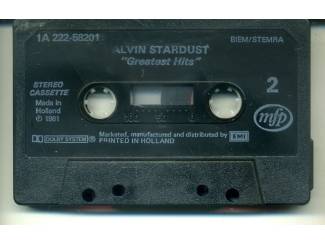 1A 222-58201
ALVIN STARDUST
BIEM/STEMRA
"Greatest Hits"
STEREO
CASSETTE
2
Made in
Holland
℗ 1981
mfp
Marketed, manufactured and distributed by EMI
DOLBY SYSTEM ® PRINTED IN HOLLAND